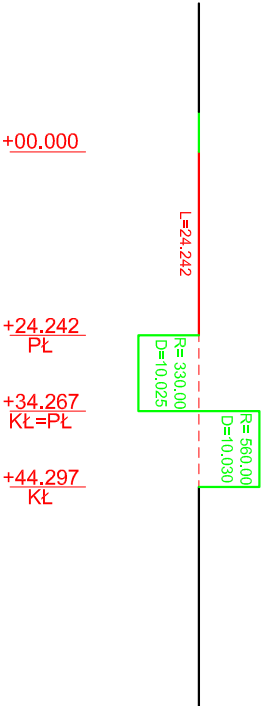 +00.000
L=24.242
+24.242
PŁ
R= 330.00
D=10.025
+34.267
KŁ=PŁ
R= 560.00
D=10.030
+44.297
KŁ